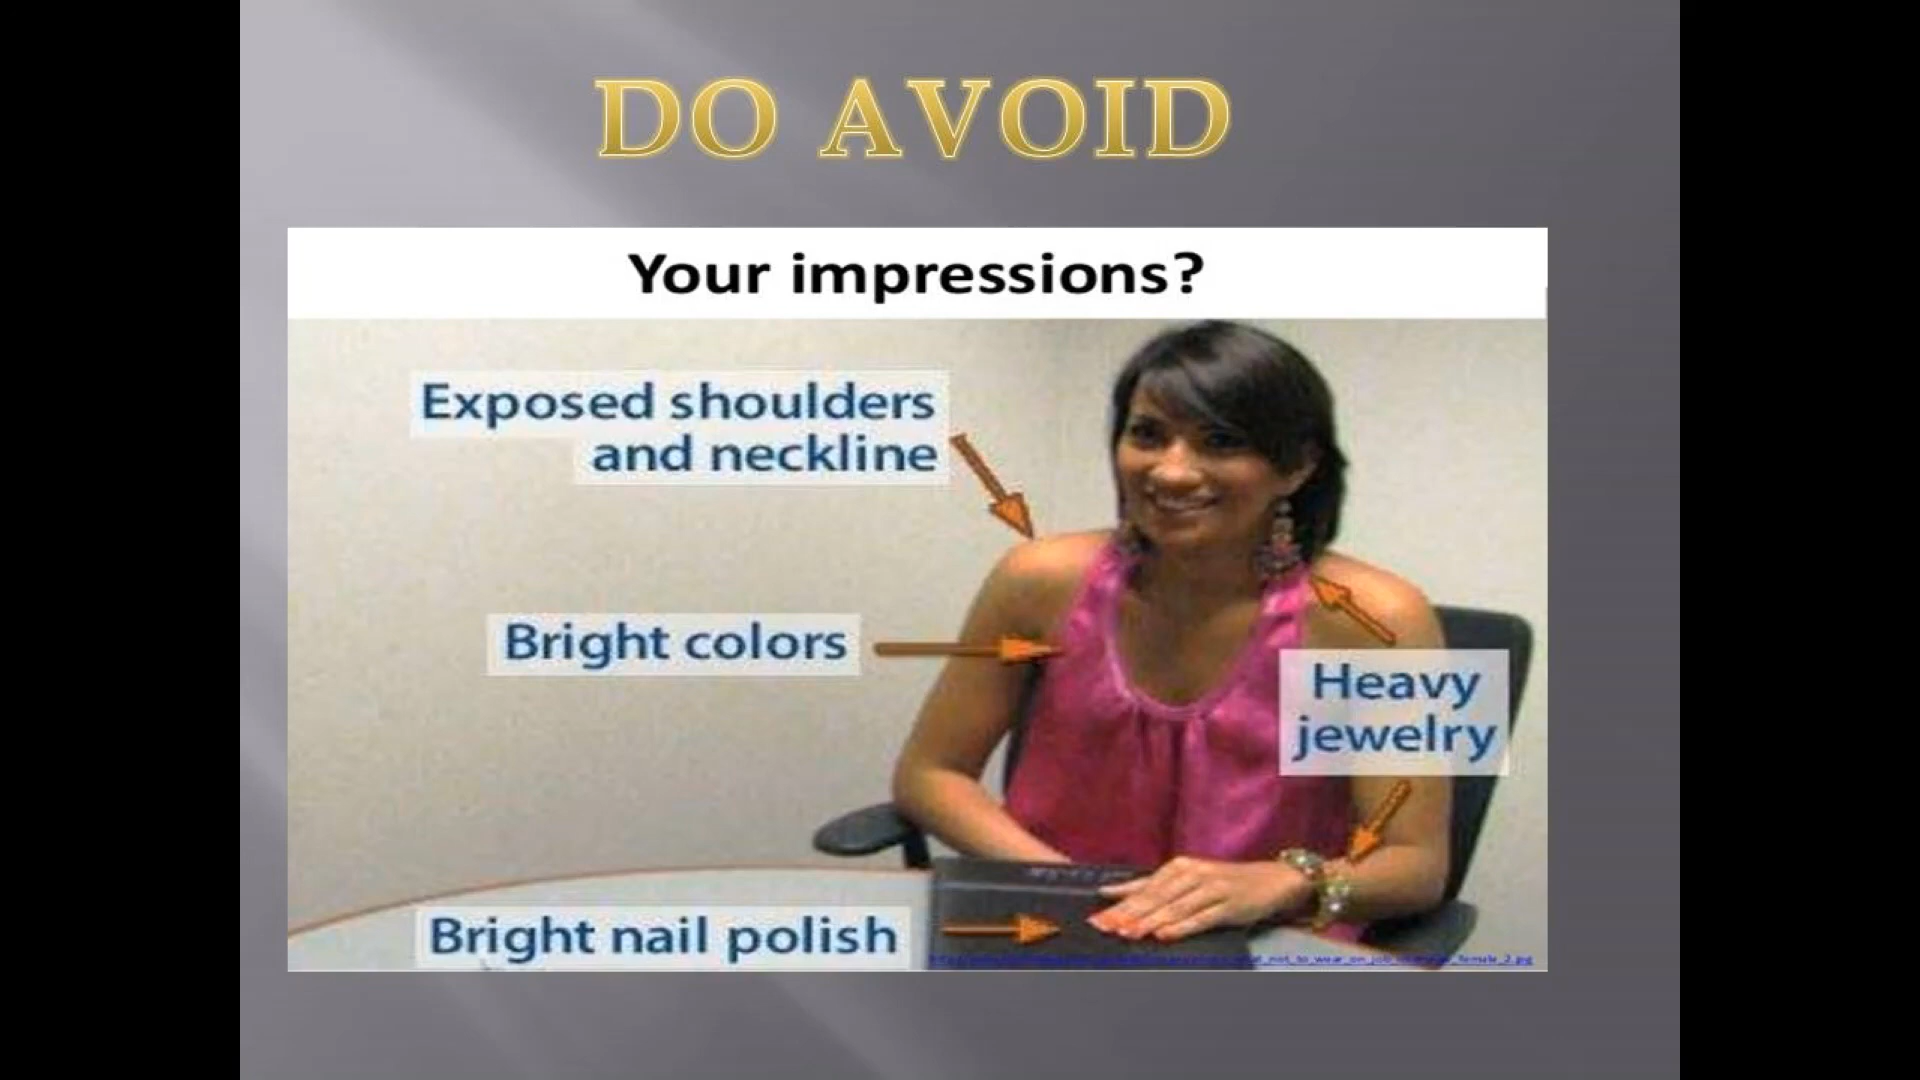 DO AVOID
Your impressions?
Exposed shoulders
and neckline
Bright colors
Heavy
jewelry
Bright nail polish